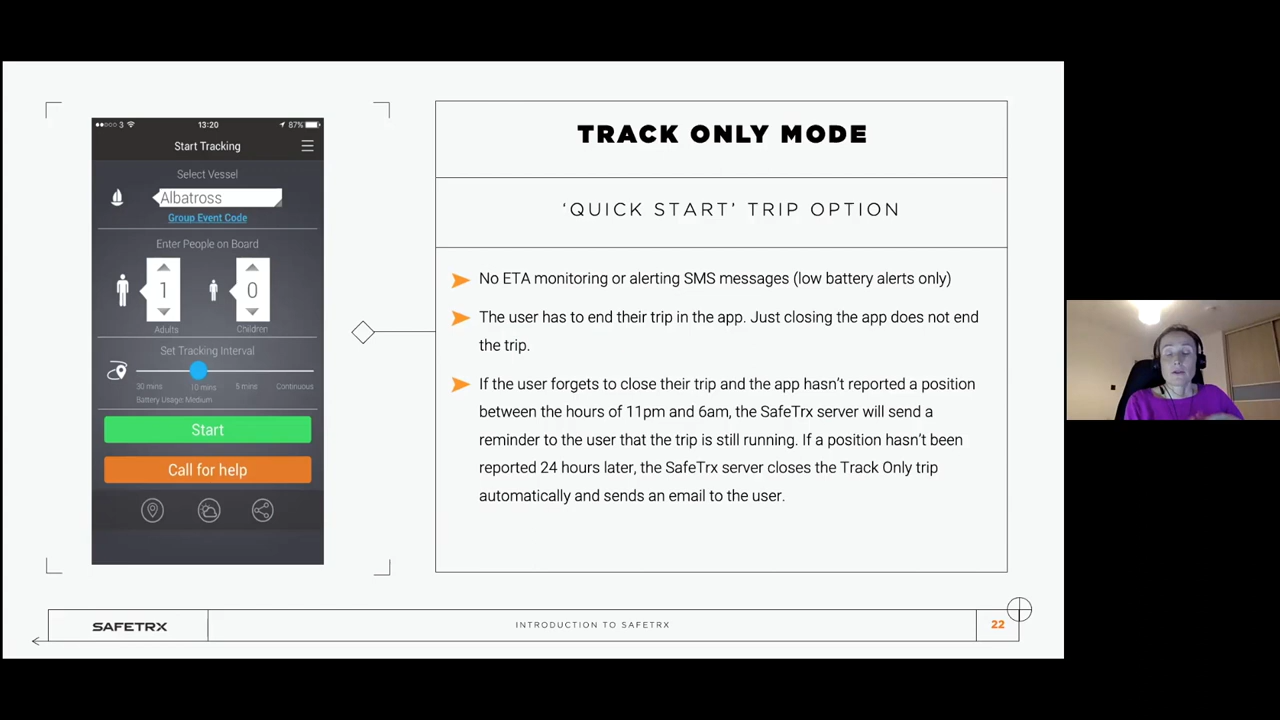 3 13:20 87%
Start Tracking
Select Vessel
Albatross
Group Event Code
Enter People on Board
1 0
Adults Children
Set Tracking Interval
30 mins 10 mins 5 mins Continuous
Battery Usage: Medium
Start
Call for help
TRACK ONLY MODE
‘QUICK START’ TRIP OPTION
No ETA monitoring or alerting SMS messages (low battery alerts only)
The user has to end their trip in the app. Just closing the app does not end
the trip.
If the user forgets to close their trip and the app hasn’t reported a position
between the hours of 11pm and 6am, the SafeTrx server will send a
reminder to the user that the trip is still running. If a position hasn’t been
reported 24 hours later, the SafeTrx server closes the Track Only trip
automatically and sends an email to the user.
SAFETRX
INTRODUCTION TO SAFETRX
22